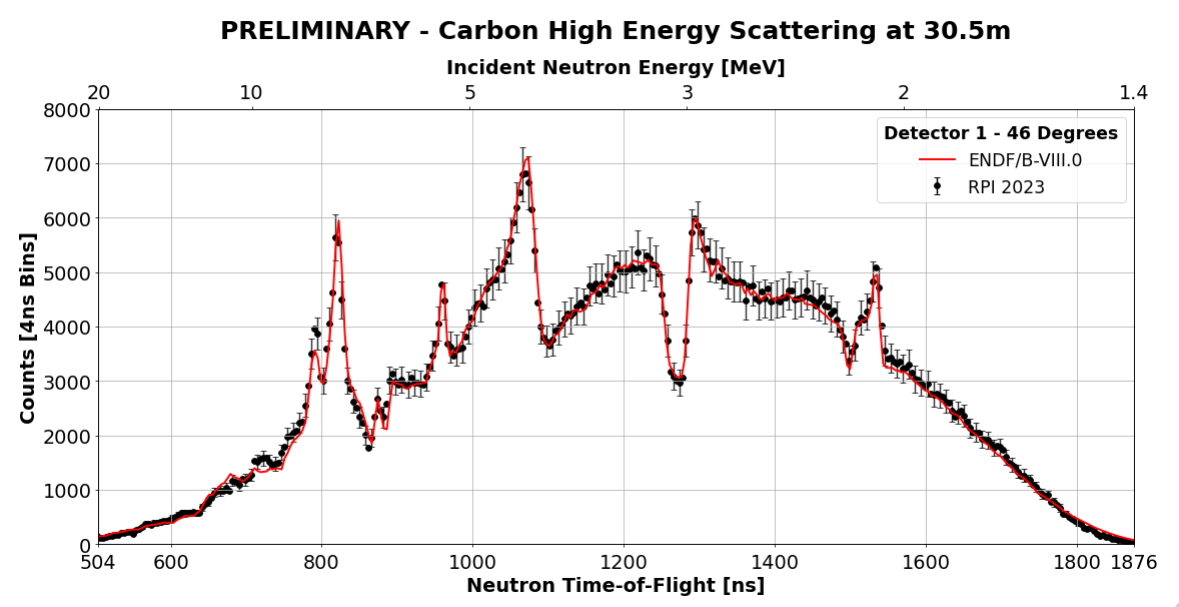 PRELIMINARY - Carbon High Energy Scattering at 30.5m
Incident Neutron Energy [MeV]
20 10 5 3 2 1.4
8000
7000
6000
5000
4000
3000
2000
1000
0
Counts [4ns Bins]
Detector 1 - 46 Degrees
ENDF/B-VIII.0
RPI 2023
504 600 800 1000 1200 1400 1600 1800 1876
Neutron Time-of-Flight [ns]